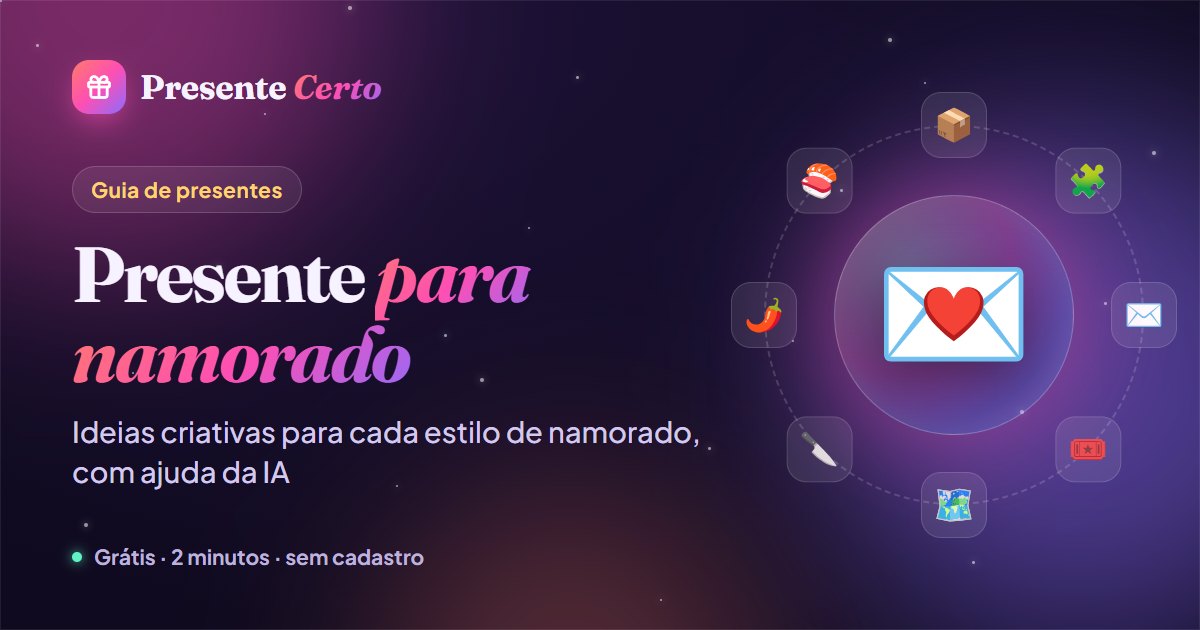 Presente Certo
Guia de presentes
Presente para
namorado
Ideias criativas para cada estilo de namorado,
com ajuda da IA
Grátis · 2 minutos · sem cadastro